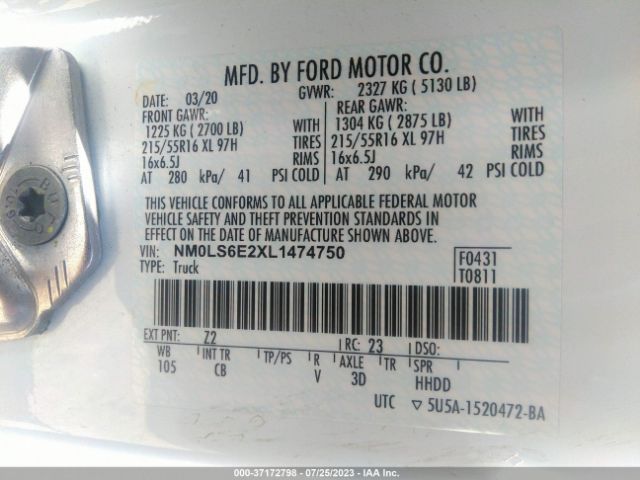 MFD. BY FORD MOTOR CO.
DATE: 03/20 GVWR: 2327 KG ( 5130 LB)
FRONT GAWR: REAR GAWR:
1225 KG ( 2700 LB) WITH 1304 KG ( 2875 LB) WITH
215/55R16 XL 97H TIRES 215/55R16 XL 97H TIRES
16x6.5J RIMS 16x6.5J RIMS
AT 280 kPa/ 41 PSI COLD AT 290 kPa/ 42 PSI COLD
THIS VEHICLE CONFORMS TO ALL APPLICABLE FEDERAL MOTOR
VEHICLE SAFETY AND THEFT PREVENTION STANDARDS IN
EFFECT ON THE DATE OF MANUFACTURE SHOWN ABOVE.
VIN: NM0LS6E2XL1474750 F0431
TYPE: Truck T0811
EXT PNT: Z2 RC: 23 DSO:
WB INT TR TP/PS R AXLE TR SPR
105 CB V 3D HHDD
UTC ▽ 5U5A-1520472-BA
000-37172798 - 07/25/2023 - IAA Inc.